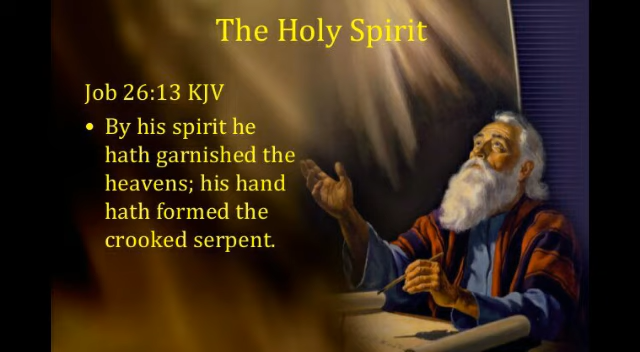 The Holy Spirit
Job 26:13 KJV
• By his spirit he
hath garnished the
heavens; his hand
hath formed the
crooked serpent.